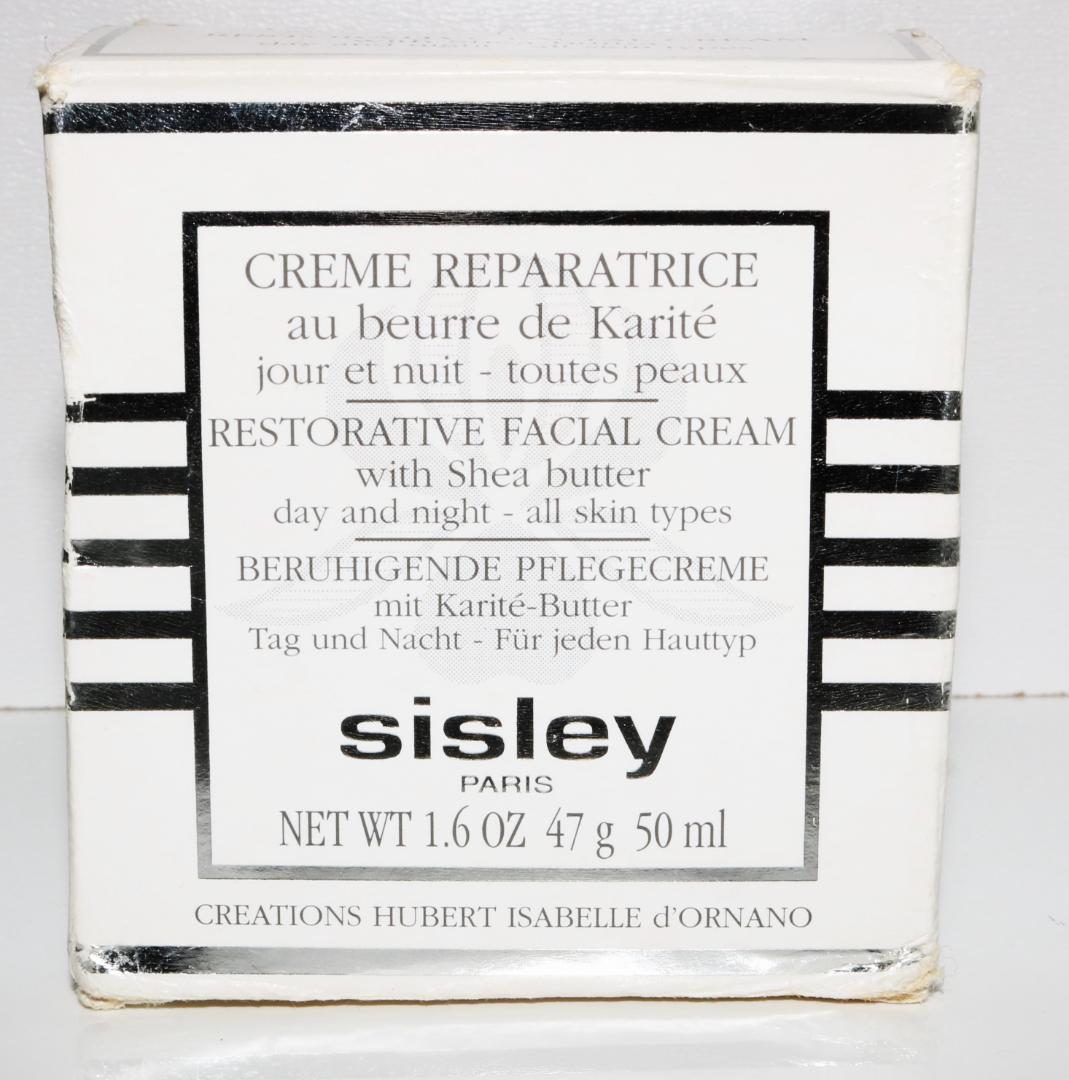 CREME REPARATRICE
au beurre de Karité
jour et nuit - toutes peaux
RESTORATIVE FACIAL CREAM
with Shea butter
day and night - all skin types
BERUHIGENDE PFLEGECREME
mit Karité-Butter
Tag und Nacht - Für jeden Hauttyp
sisley
PARIS
NET WT 1.6 OZ 47 g 50 ml
CREATIONS HUBERT ISABELLE d'ORNANO